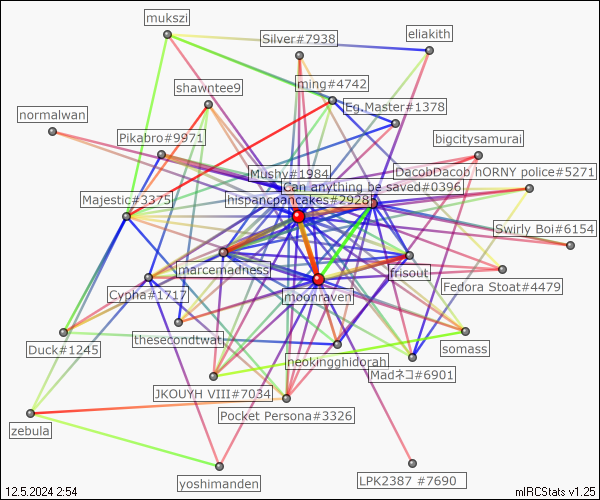 mukszi
Silver#7938
eliakith
shawntee9
ming#4742
Eg.Master#1378
normalwan
Pikabro#9971
bigcitysamurai
Mushy#1984
DacobDacob hORNY police#5271
Can anything be saved#0396
Majestic#3375
hispancpancakes#2928
Swirly Boi#6154
marcemadness
frisout
Cypha#1717
moonraven
Fedora Stoat#4479
thesecondtwat
somass
Duck#1245
neokingghidorah
Madネコ#6901
JKOUYH VIII#7034
Pocket Persona#3326
zebula
yoshimanden
LPK2387 #7690
12.5.2024 2:54
mIRCStats v1.25